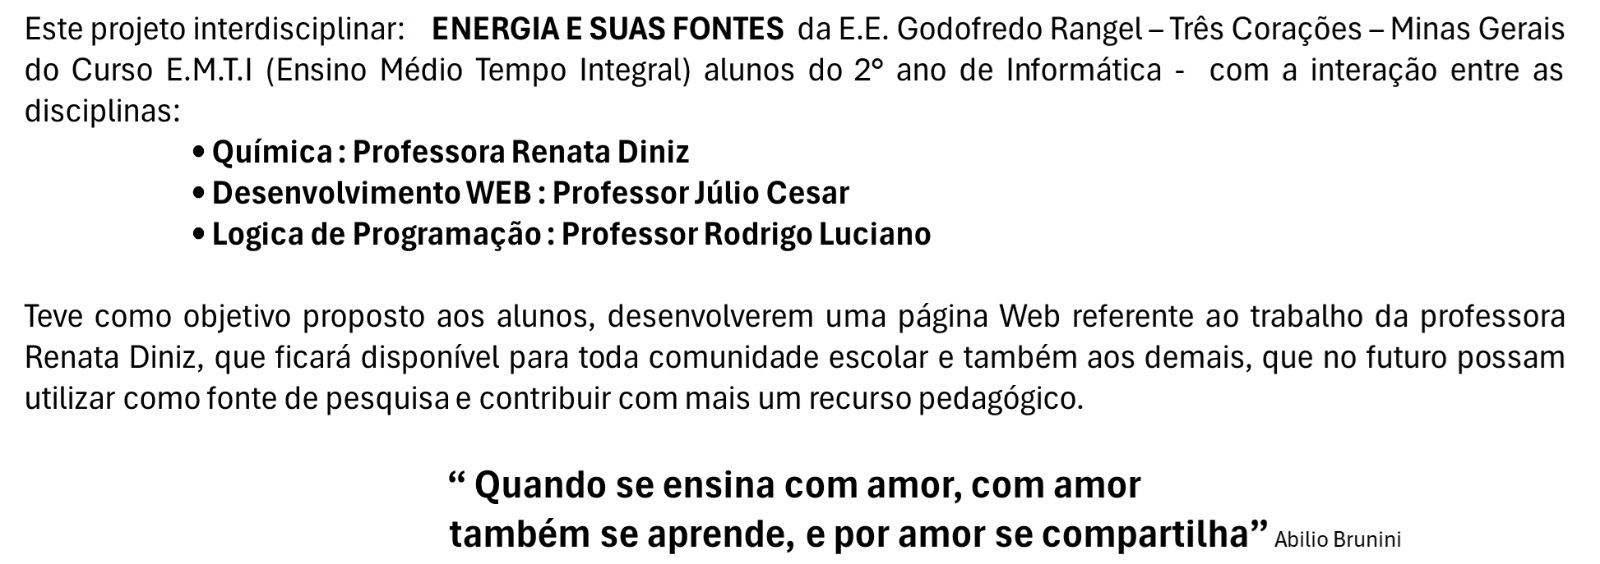 Este projeto interdisciplinar: ENERGIA E SUAS FONTES da E.E. Godofredo Rangel – Três Corações – Minas Gerais
do Curso E.M.T.I (Ensino Médio Tempo Integral) alunos do 2º ano de Informática - com a interação entre as
disciplinas:
• Química : Professora Renata Diniz
• Desenvolvimento WEB : Professor Júlio Cesar
• Logica de Programação : Professor Rodrigo Luciano
Teve como objetivo proposto aos alunos, desenvolverem uma página Web referente ao trabalho da professora
Renata Diniz, que ficará disponível para toda comunidade escolar e também aos demais, que no futuro possam
utilizar como fonte de pesquisa e contribuir com mais um recurso pedagógico.
“ Quando se ensina com amor, com amor
também se aprende, e por amor se compartilha” Abilio Brunini